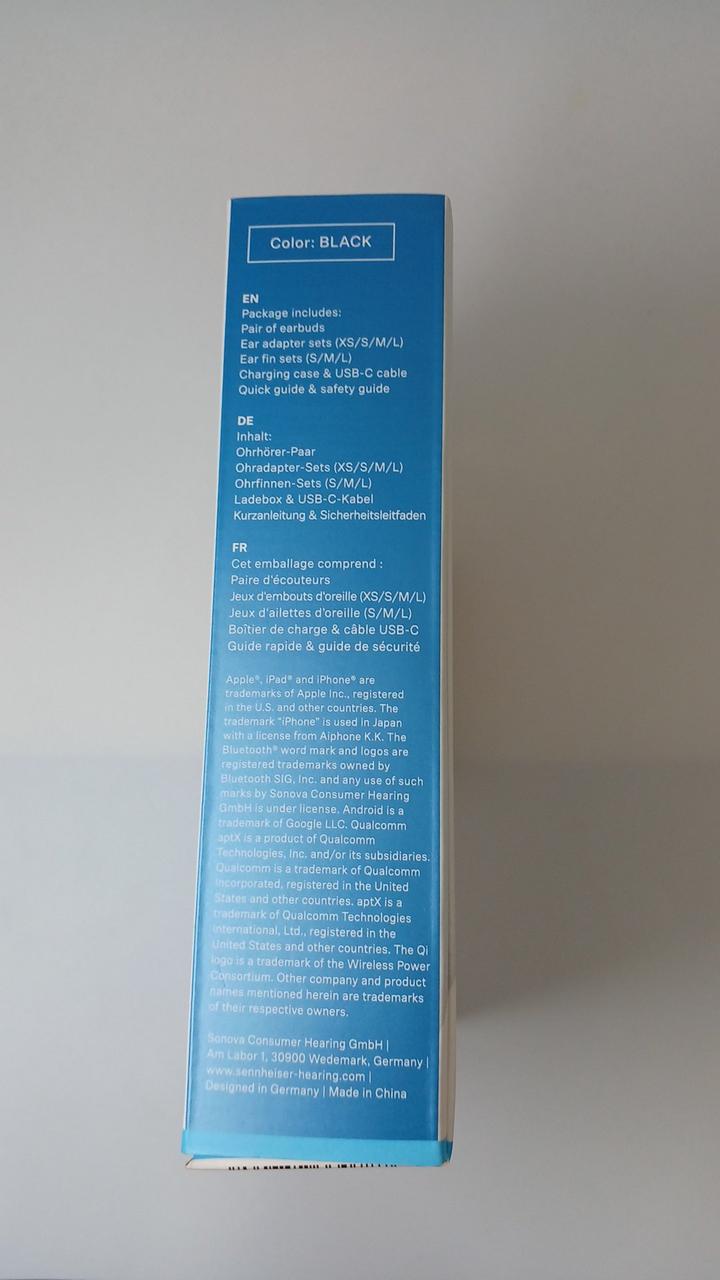 Color: BLACK
EN
Package includes:
Pair of earbuds
Ear adapter sets (XS/S/M/L)
Ear fin sets (S/M/L)
Charging case & USB-C cable
Quick guide & safety guide
DE
Inhalt:
Ohrhörer-Paar
Ohradapter-Sets (XS/S/M/L)
Ohrfinnen-Sets (S/M/L)
Ladebox & USB-C-Kabel
Kurzanleitung & Sicherheitsleitfaden
FR
Cet emballage comprend :
Paire d'écouteurs
Jeux d'embouts d'oreille (XS/S/M/L)
Jeux d'ailettes d'oreille (S/M/L)
Boîtier de charge & câble USB-C
Guide rapide & guide de sécurité
Apple®, iPad® and iPhone® are
trademarks of Apple Inc., registered
in the U.S. and other countries. The
trademark "iPhone" is used in Japan
with a license from Aiphone K.K. The
Bluetooth® word mark and logos are
registered trademarks owned by
Bluetooth SIG, Inc. and any use of such
marks by Sonova Consumer Hearing
GmbH is under license. Android is a
trademark of Google LLC. Qualcomm
aptX is a product of Qualcomm
Technologies, Inc. and/or its subsidiaries.
Qualcomm is a trademark of Qualcomm
Incorporated, registered in the United
States and other countries. aptX is a
trademark of Qualcomm Technologies
International, Ltd., registered in the
United States and other countries. The Qi
logo is a trademark of the Wireless Power
Consortium. Other company and product
names mentioned herein are trademarks
of their respective owners.
Sonova Consumer Hearing GmbH |
Am Labor 1, 30900 Wedemark, Germany |
www.sennheiser-hearing.com |
Designed in Germany | Made in China